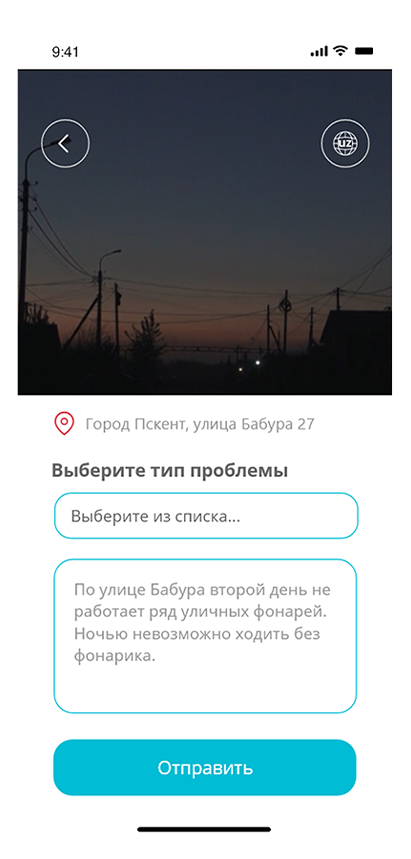 9:41
uz
Город Пскент, улица Бабура 27
Выберите тип проблемы
Выберите из списка...
По улице Бабура второй день не
работает ряд уличных фонарей.
Ночью невозможно ходить без
фонарика.
Отправить